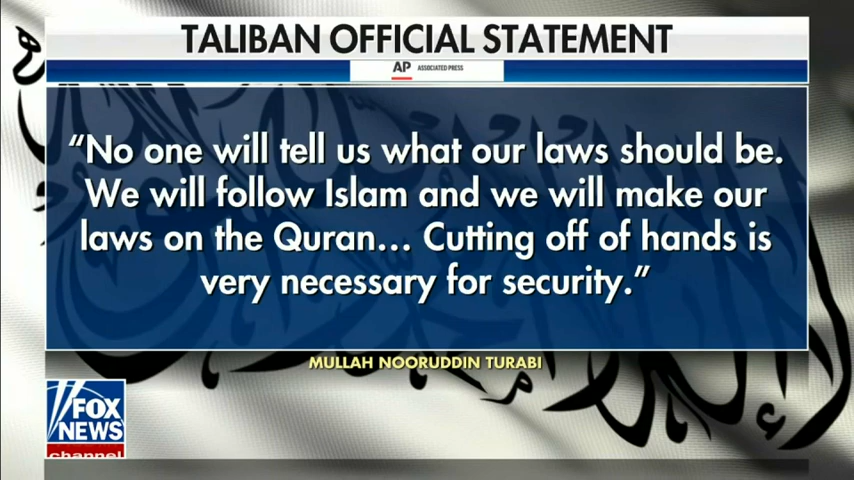 TALIBAN OFFICIAL STATEMENT
AP ASSOCIATED PRESS
“No one will tell us what our laws should be.
We will follow Islam and we will make our
laws on the Quran... Cutting off of hands is
very necessary for security.”
MULLAH NOORUDDIN TURABI
FOX
NEWS
channel